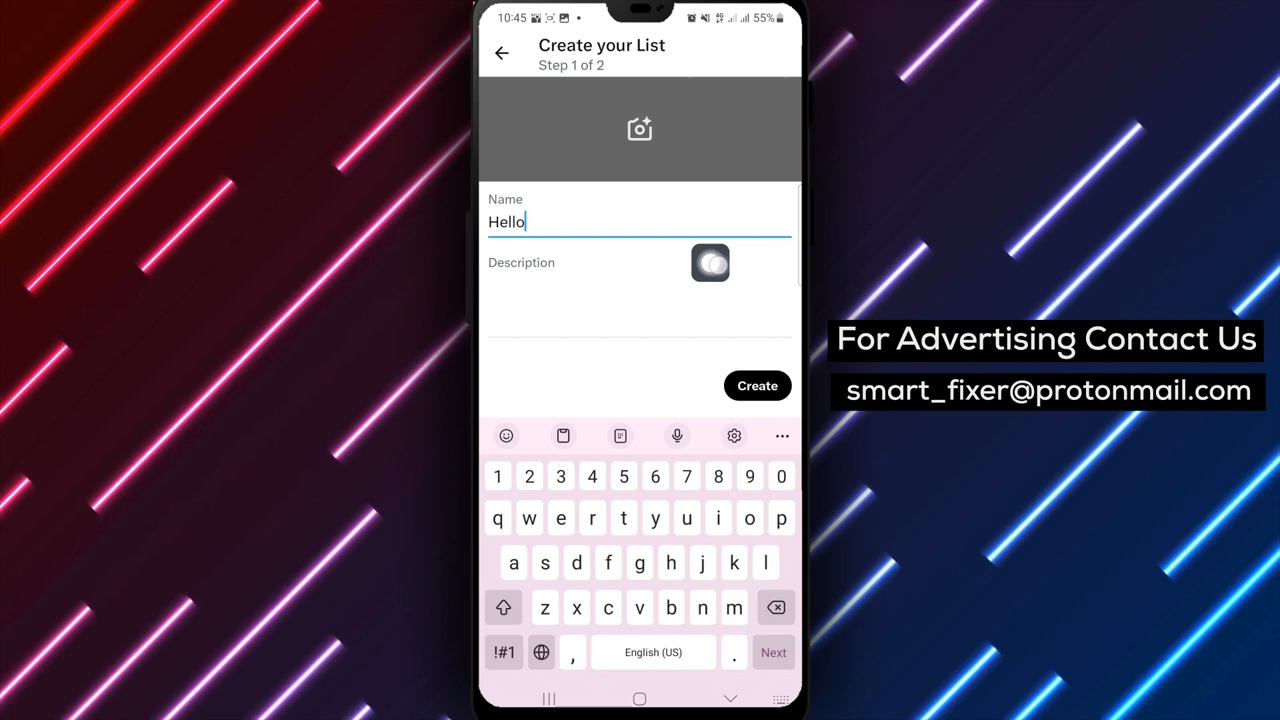 10:45 55%
Create your List
Step 1 of 2
Name
Hello
Description
For Advertising Contact Us
smart_fixer@protonmail.com
Create
1 2 3 4 5 6 7 8 9 0
q w e r t y u i o p
a s d f g h j k l
z x c v b n m
!#1 , English (US) . Next